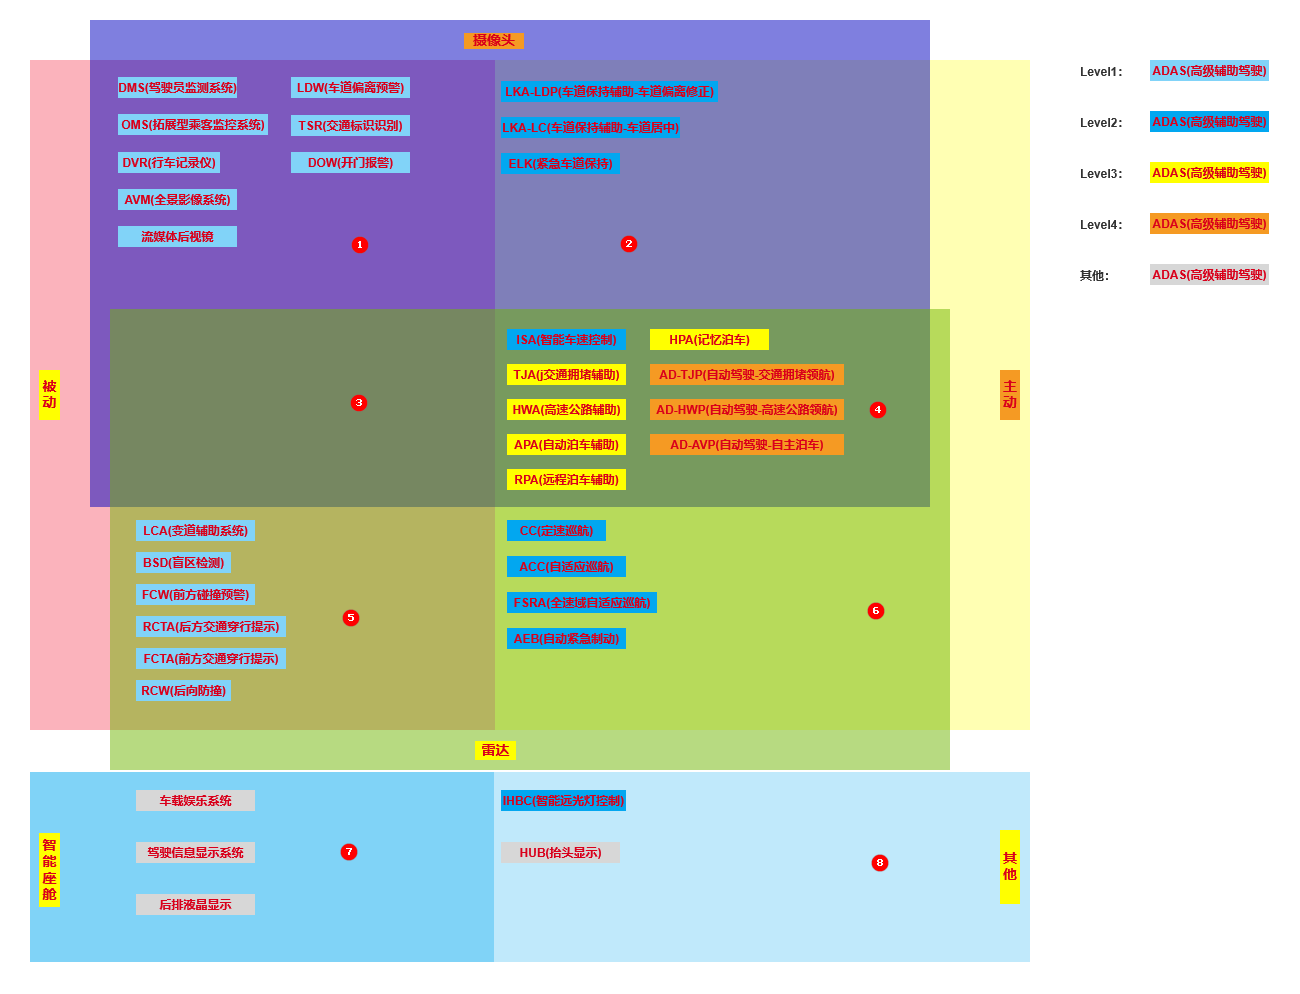 摄像头
DMS(驾驶员监测系统)
LDW(车道偏离预警)
OMS(拓展型乘客监控系统)
TSR(交通标识识别)
DVR(行车记录仪)
DOW(开门报警)
AVM(全景影像系统)
流媒体后视镜
1
LKA-LDP(车道保持辅助-车道偏离修正)
LKA-LC(车道保持辅助-车道居中)
ELK(紧急车道保持)
2
被动
3
ISA(智能车速控制)
HPA(记忆泊车)
TJA(j交通拥堵辅助)
AD-TJP(自动驾驶-交通拥堵领航)
HWA(高速公路辅助)
AD-HWP(自动驾驶-高速公路领航)
APA(自动泊车辅助)
AD-AVP(自动驾驶-自主泊车)
RPA(远程泊车辅助)
4
主动
LCA(变道辅助系统)
BSD(盲区检测)
FCW(前方碰撞预警)
RCTA(后方交通穿行提示)
FCTA(前方交通穿行提示)
RCW(后向防撞)
5
CC(定速巡航)
ACC(自适应巡航)
FSRA(全速域自适应巡航)
AEB(自动紧急制动)
6
雷达
智能座舱
车载娱乐系统
驾驶信息显示系统
后排液晶显示
7
IHBC(智能远光灯控制)
HUB(抬头显示)
8
其他
Level1: ADAS(高级辅助驾驶)
Level2: ADAS(高级辅助驾驶)
Level3: ADAS(高级辅助驾驶)
Level4: ADAS(高级辅助驾驶)
其他: ADAS(高级辅助驾驶)